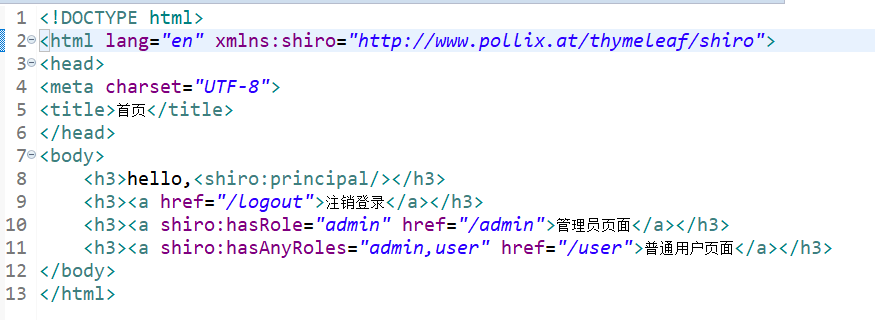 1 <!DOCTYPE html>
2 <html lang="en" xmlns:shiro="http://www.pollix.at/thymeleaf/shiro">
3 <head>
4 <meta charset="UTF-8">
5 <title>首页</title>
6 </head>
7 <body>
8     <h3>hello,<shiro:principal/></h3>
9     <h3><a href="/logout">注销登录</a></h3>
10     <h3><a shiro:hasRole="admin" href="/admin">管理员页面</a></h3>
11     <h3><a shiro:hasAnyRoles="admin,user" href="/user">普通用户页面</a></h3>
12 </body>
13 </html>